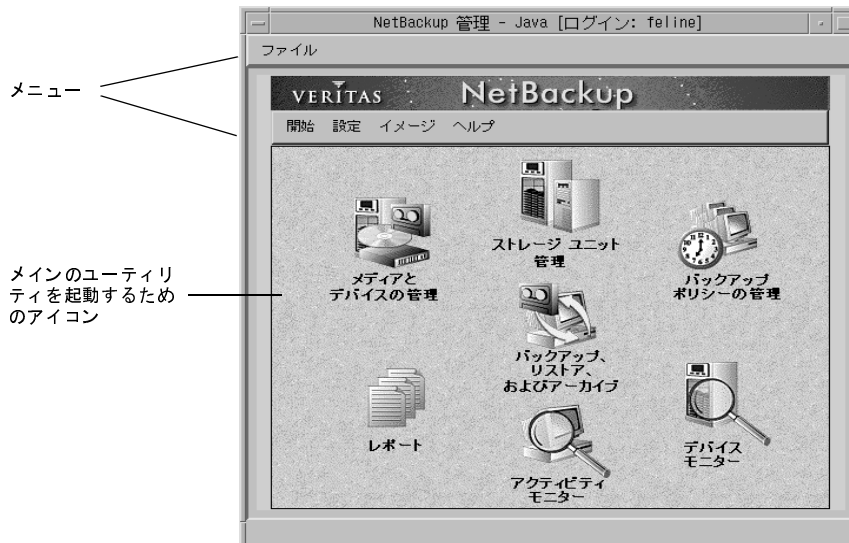 NetBackup 管理 - Java [ログイン: feline]
ファイル
メニュー
VERITAS NetBackup
開始 設定 イメージ ヘルプ
ストレージ ユニット
管理
メディアと
デバイスの管理
バックアップ
ポリシーの管理
メインのユーティリ
ティを起動するため
のアイコン
バックアップ、
リストア、
およびアーカイブ
レポート
デバイス
モニター
アクティビティ
モニター